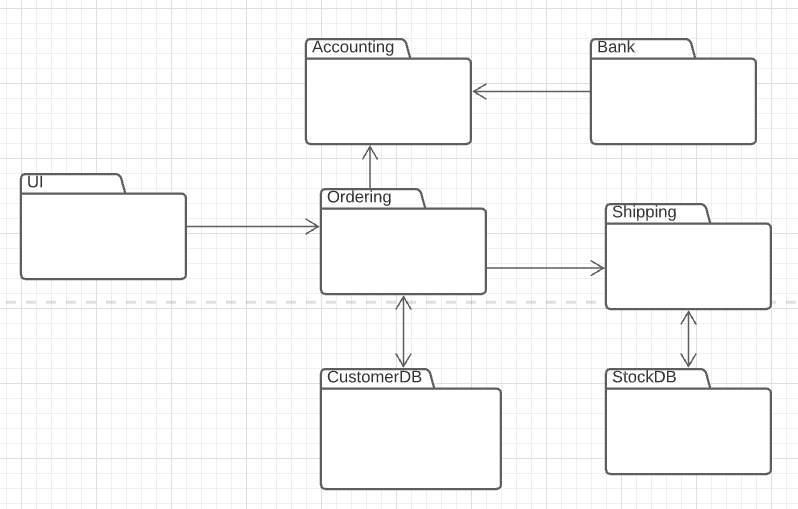 Accounting
Bank
UI
Ordering
Shipping
CustomerDB
StockDB